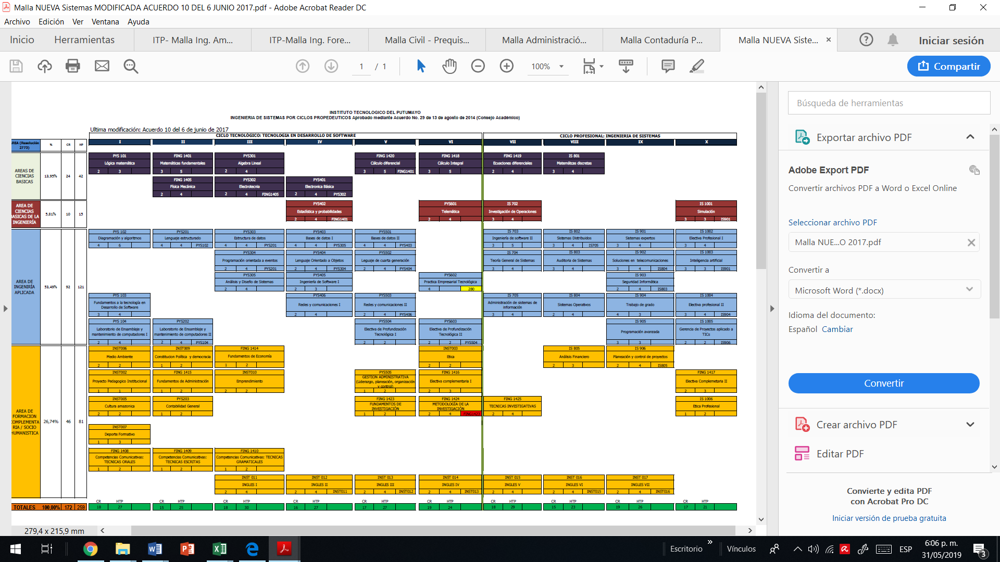 Malla NUEVA Sistemas MODIFICADA ACUERDO 10 DEL 6 JUNIO 2017.pdf - Adobe Acrobat Reader DC
Archivo Edición Ver Ventana Ayuda
Inicio Herramientas ITP- Malla Ing. Am... ITP-Malla Ing. Fore... Malla Civil - Prequis... Malla Administració... Malla Contaduría P... Malla NUEVA Siste... Iniciar sesión
1 / 1 100% Compartir
INSTITUTO TECNOLOGICO DEL PUTUMAYO
INGENIERIA DE SISTEMAS POR CICLOS PROPEDEUTICOS Aprobado mediante Acuerdo No. 29 de 13 de agosto de 2014 (Consejo Académico)
Ultima modificación: Acuerdo 10 del 6 de junio de 2017
CICLO TECNOLÓGICO: TECNOLOGIA EN DESARROLLO DE SOFTWARE CICLO PROFESIONAL: INGENIERIA DE SISTEMAS
AREA (Resolución 2773) % CR HP I II III IV V VI VII VIII IX X
AREAS DE CIENCIAS BASICAS 13,95% 24 42
PYS 101 FING 1401 PYS301 FING 1420 FING 1418 FING 1419 IS 801
Lógica matemática Matemáticas fundamentales Algebra Lineal Cálculo diferencial Cálculo Integral Ecuaciones diferenciales Matemátcas discretas
2 3 3 5 2 4 3 5 FING1401 3 5 2 4 3 4
FING 1405 PYS302 PYS401
Física Mecánica Electrotecnia Electronica Básica
2 4 2 4 FING1405 2 4 PYS302
AREA DE CIENCIAS BASICAS DE LA INGENIERÍA 5,81% 10 15
PYS402 PYS601 IS 702 IS 1001
Estadística y probabilidades Telemática Investigación de Operaciones Simulación
2 4 FING1401 2 4 3 4 3 3 IS901
AREA DE INGENIRÍA APLICADA 53,49% 92 121
PYS 102 PYS201 PYS303 PYS403 PYS501 IS 703 IS 802 IS 901 IS 1002
Diagramación y algoritmos Lenguaje estructurado Estructura de datos Bases de datos I Bases de datos II Ingeniería de software II Sistemas Distribuidos Sistemas expertos Electiva Profesional I
4 6 4 4 PYS102 4 4 PYS201 4 4 PYS305 4 4 PYS403 3 5 3 4 IS705 3 4 3 4
PYS304 PYS404 PYS502 IS 704 IS 803 IS 902 IS 1003
Programación orientada a eventos Lenguaje Orientado a Objetos Leguaje de cuarta generación Teoría General de Sistemas Auditoria de Sistemas Soluciones en telecomunicaciones Inteligencia artificial
2 4 PYS201 2 4 PYS304 2 4 PYS404 3 4 3 4 3 4 IS804 3 3 IS901
PYS305 PYS405 PYS602 IS 903
Análisis y Diseño de Sistemas Ingeniería de Software I Practica Empresarial Tecnológica Seguridad Informática
2 4 2 3 4 280 2 4 IS803
PYS 103 PYS406 PYS503 IS 705 IS 804 IS 904 IS 1004
Fundamentos a la tecnología en Desarrollo de Software Redes y comunicaciones I Redes y comunicaciones II Administración de sistemas de información Sistemas Operativos Trabajo de grado Electiva profesional II
3 4 2 4 2 4 PYS406 3 4 2 4 4 3 3 4 IS904
PYS 104 PYS202 PYS504 PYS603 IS 905 IS 1005
Laboratorio de Ensamblaje y mantenimiento de computadores I Laboratorio de Ensamblaje y mantenimiento de computadores II Electiva de Profundización Tecnológica I Electiva de Profundización Tecnológica II Programación avanzada Gerencia de Proyectos aplicado a TICs
2 4 2 4 PYS104 2 2 2 2 PYS504 3 3 2 2 IS906
AREA DE FORMACION COMPLEMENTARIA / SOCIO HUMANISTICA 26,74% 46 81
INST006 INST009 FING 1414 INST003 IS 805 IS 906
Medio Ambiente Constitucion Política y democracia Fundamentos de Economía Etica Análisis Financiero Planeación y control de proyectos
2 2 1 2 1 2 2 2 2 3 2 4 IS805
INST002 FING 1415 INST010 PYS505 FING 1416 FING 1417
Proyecto Pedagogico Institucional Fundamentos de Administración Emprendimiento GESTION ADMINISTRATIVA (Liderazgo, planeación, organización y control) Electiva complementaria I Electiva Complemetaria II
1 1 1 2 2 2 1 2 2 3 2 3
INST005 PYS203 FING 1423 FING 1424 FING 1425 IS 1006
Cultura amazonica Contabilidad General FUNDAMENTOS DE INVESTIGACIÓN METODOLOGÍA DE LA INVESTIGACIÓN TECNICAS INVESTIGATIVAS Etica Profesional
2 2 1 2 1 2 2 4 FING1423 2 4 1 2
INST007
Deporte Formativo
1 3
FING 1408 FING 1409 FING 1410
Competencias Comunicativas: TECNICAS ORALES Competencias Comunicativas: TECNICAS ESCRITAS Competencias Comunicativas: TECNICAS GRAMATICALES
1 2 1 2 1 2
INST 011 INST 012 INST 013 INST 014 INST 015 INST 016 INST 017
INGLES I INGLES II INGLES III INGLES IV INGLES V INGLES VI INGLES VII
2 4 2 4 INST011 2 4 INST012 2 4 INST013 2 4 2 4 INST015 2 4 INST016
CR HTP CR HTP CR HTP CR HTP CR HTP CR HTP CR HTP CR HTP CR HTP CR HTP
TOTALES 100,00% 172 259 18 27 15 25 18 30 16 27 17 27 19 24 18 29 15 23 19 26 17 21
279,4 x 215,9 mm
Búsqueda de herramientas
Exportar archivo PDF
Adobe Export PDF
Convertir archivos PDF a Word o Excel Online
Seleccionar archivo PDF
Malla NUE...O 2017.pdf
Convertir a
Microsoft Word (*.docx)
Idioma del documento:
Español Cambiar
Convertir
Crear archivo PDF
Editar PDF
Convierte y edita PDF
con Acrobat Pro DC
Iniciar versión de prueba gratuita
Escritorio Vínculos ESP 6:06 p. m.
31/05/2019 3